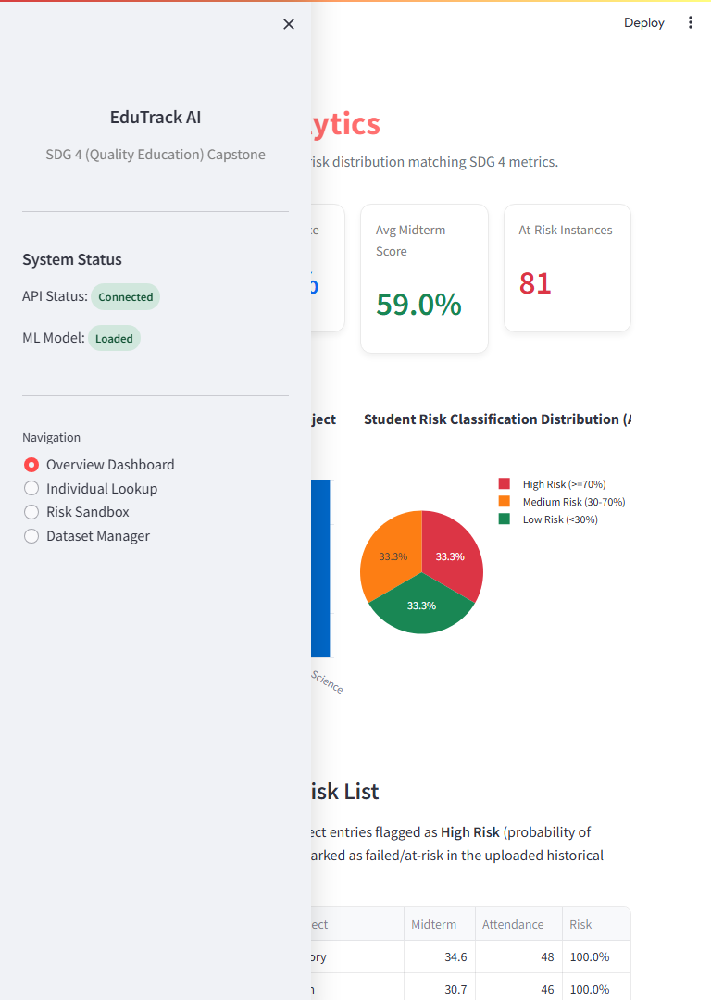 Deploy
EduTrack AI
SDG 4 (Quality Education) Capstone
System Status
API Status: Connected
ML Model: Loaded
Navigation
Overview Dashboard
Individual Lookup
Risk Sandbox
Dataset Manager
ytics
risk distribution matching SDG 4 metrics.
ce
%
Avg Midterm
Score
59.0%
At-Risk Instances
81
ject
Student Risk Classification Distribution (A
High Risk (>=70%)
Medium Risk (30-70%)
Low Risk (<30%)
33.3%
33.3%
33.3%
Science
isk List
ect entries flagged as High Risk (probability of
arked as failed/at-risk in the uploaded historical
ect Midterm Attendance Risk
ory 34.6 48 100.0%
h 30.7 46 100.0%